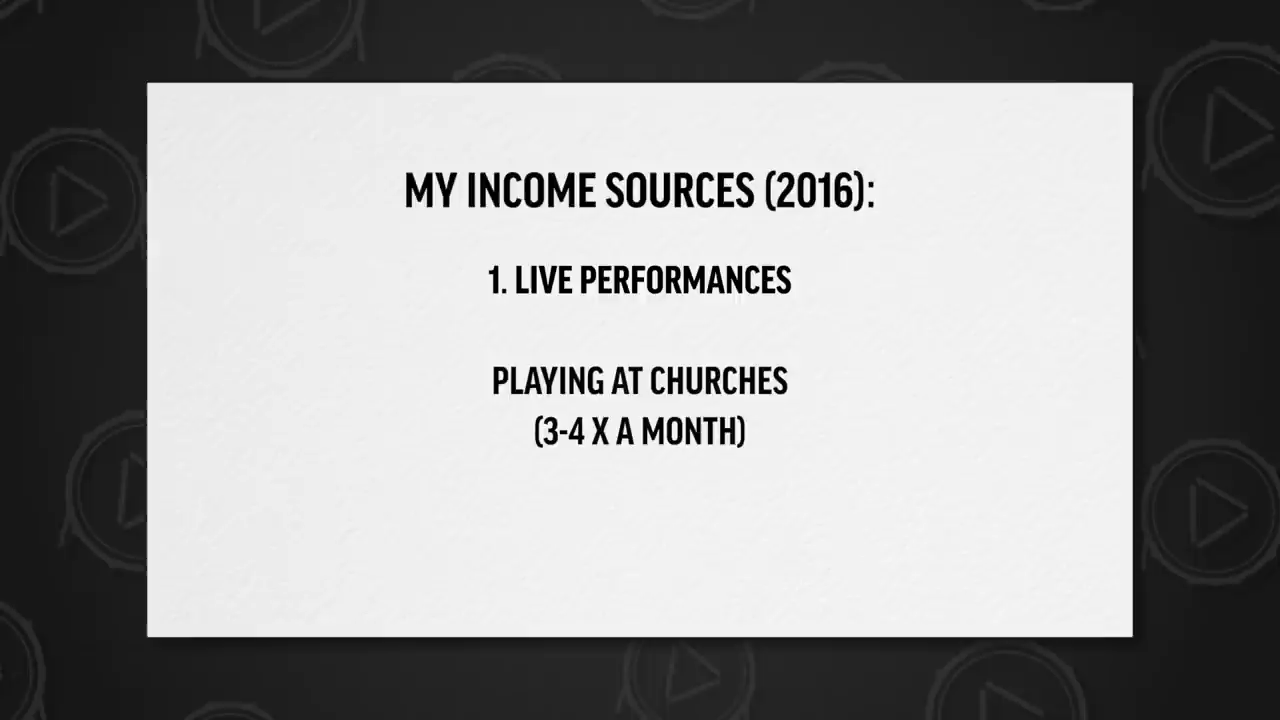 MY INCOME SOURCES (2016):
1. LIVE PERFORMANCES
PLAYING AT CHURCHES
(3-4 X A MONTH)